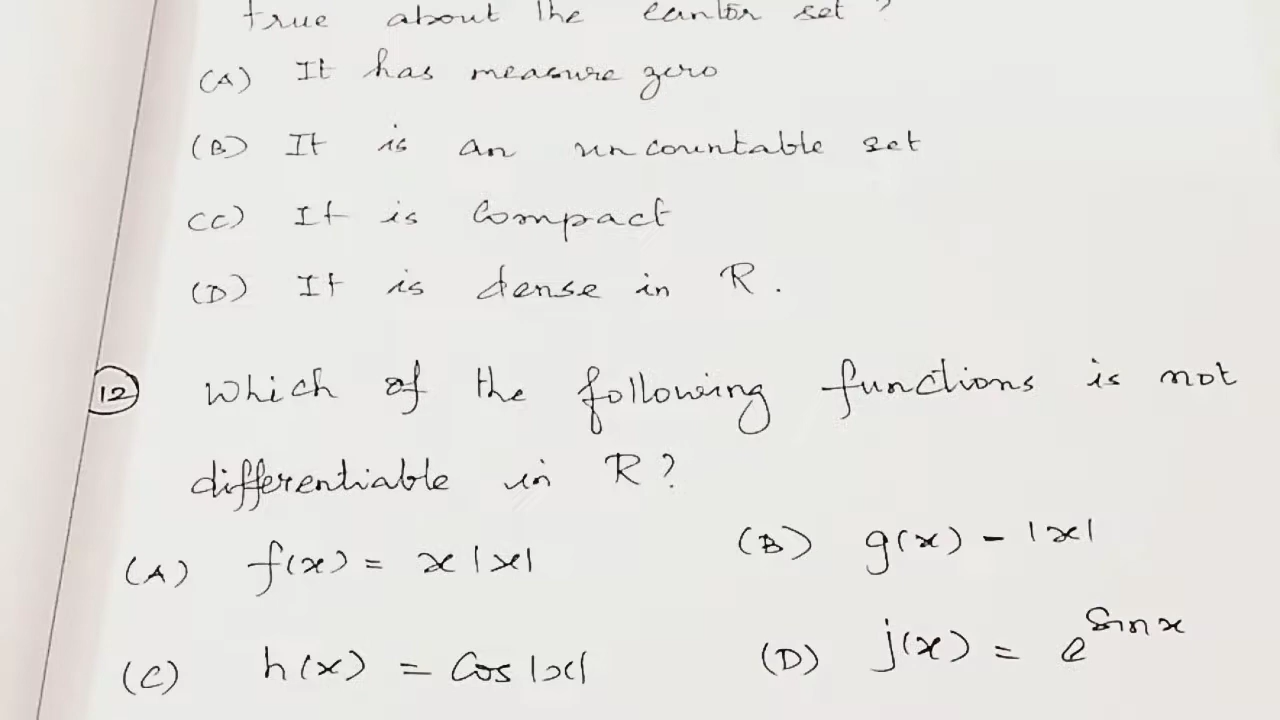 true about the cantor set ?
(A) It has measure zero
(B) It is an uncountable set
(C) It is Compact
(D) It is dense in R.
12 Which of the following functions is not
differentiable in R?
(A) f(x) = x |x| (B) g(x) - |x|
(C) h(x) = Cos |x| (D) j(x) = e^Sin x